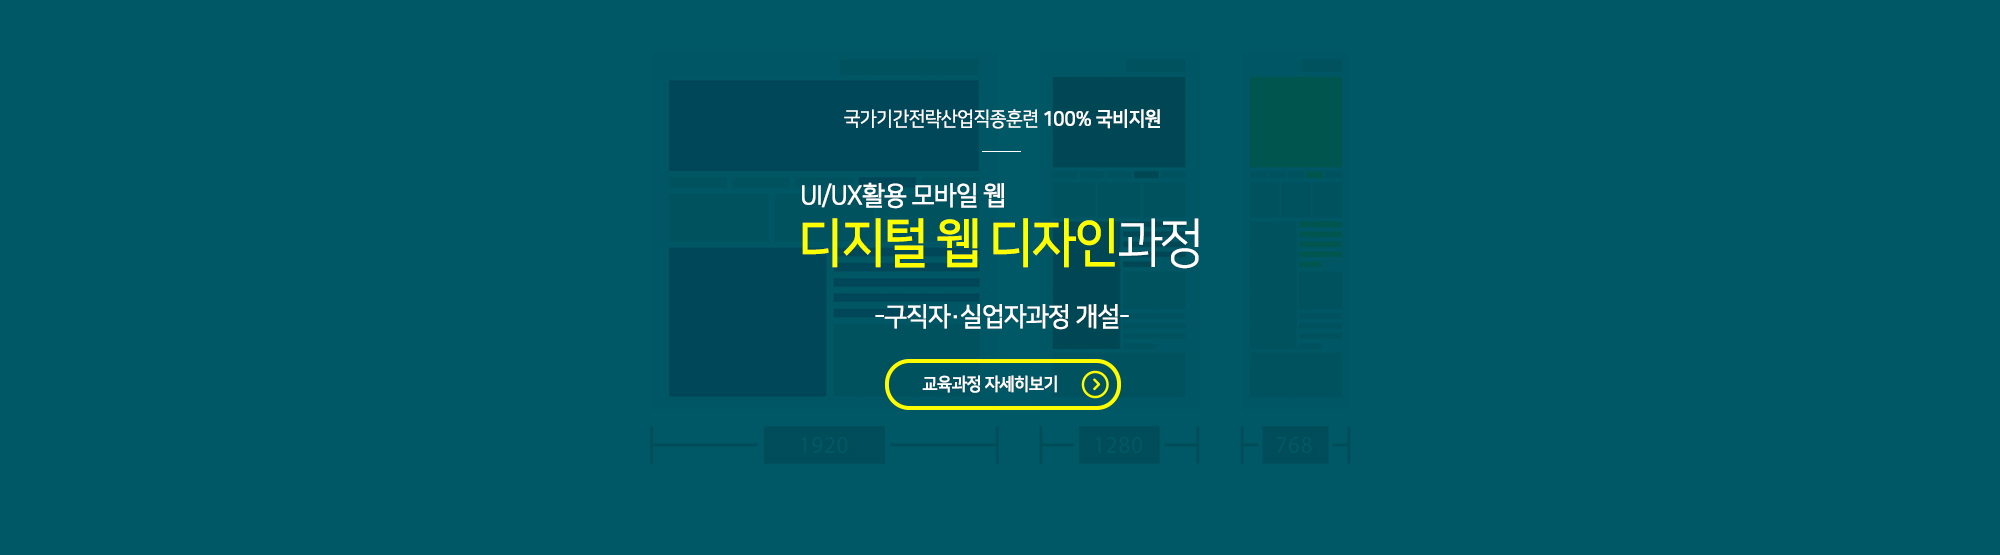 국가기간전략산업직종훈련 100% 국비지원
UI/UX활용 모바일 웹
디지털 웹 디자인과정
-구직자·실업자과정 개설-
교육과정 자세히보기
1920
1280
768